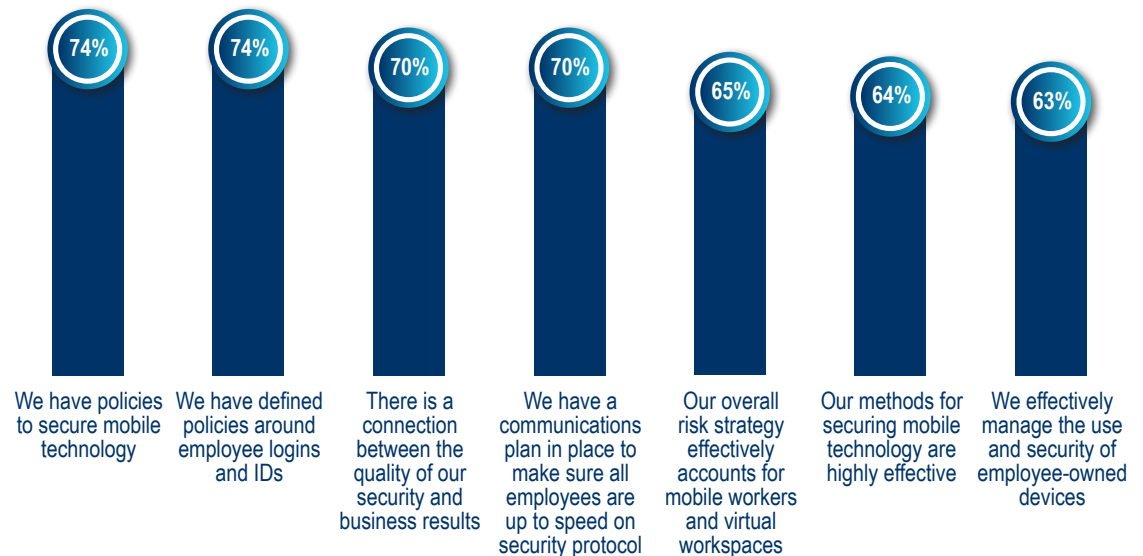 74%
74%
70%
70%
65%
64%
63%
We have policies
to secure mobile
technology
We have defined
policies around
employee logins
and IDs
There is a
connection
between the
quality of our
security and
business results
We have a
communications
plan in place to
make sure all
employees are
up to speed on
security protocol
Our overall
risk strategy
effectively
accounts for
mobile workers
and virtual
workspaces
Our methods for
securing mobile
technology are
highly effective
We effectively
manage the use
and security of
employee-owned
devices